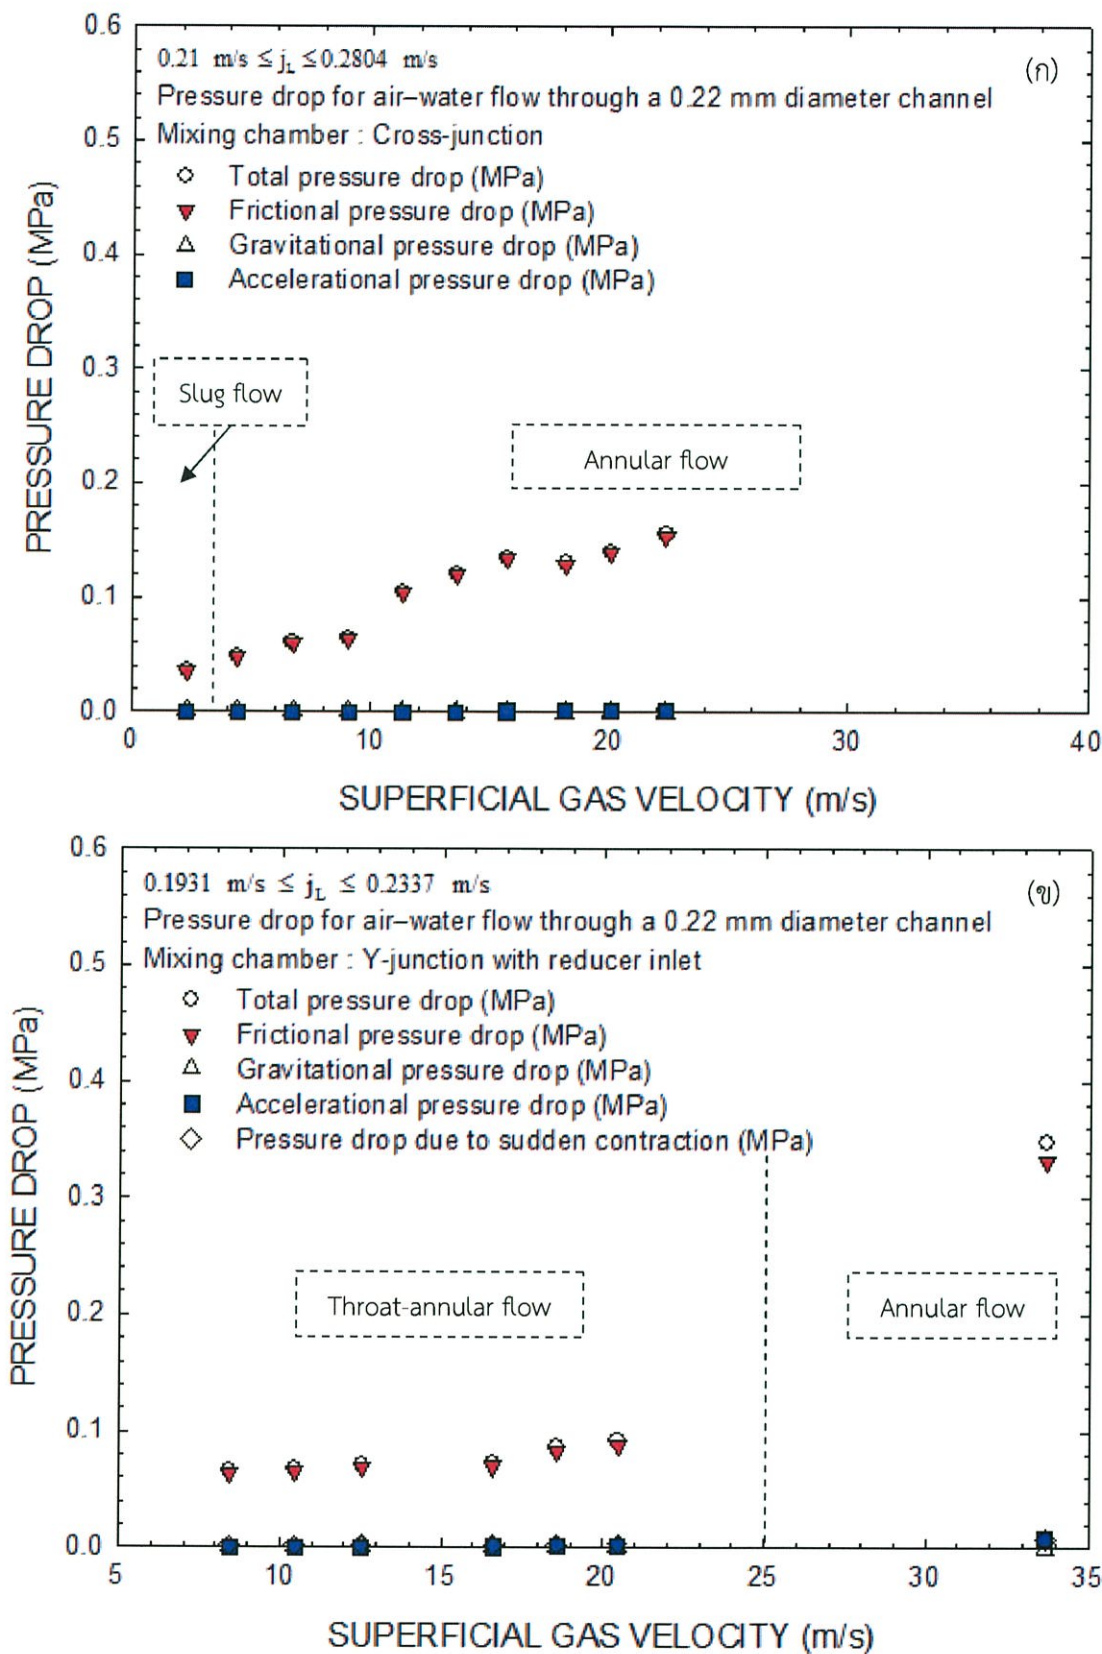 0.6
0.21 m/s ≤ jL ≤0.2804 m/s
(ก)
Pressure drop for air–water flow through a 0.22 mm diameter channel
0.5
Mixing chamber : Cross-junction
Total pressure drop (MPa)
Frictional pressure drop (MPa)
0.4
Gravitational pressure drop (MPa)
Accelerational pressure drop (MPa)
PRESSURE DROP (MPa)
0.3
Slug flow
Annular flow
0.2
0.1
0.0
0 10 20 30 40
SUPERFICIAL GAS VELOCITY (m/s)
0.6
0.1931 m/s ≤ jL ≤ 0.2337 m/s
(ข)
Pressure drop for air–water flow through a 0.22 mm diameter channel
0.5
Mixing chamber : Y-junction with reducer inlet
Total pressure drop (MPa)
Frictional pressure drop (MPa)
0.4
Gravitational pressure drop (MPa)
Accelerational pressure drop (MPa)
Pressure drop due to sudden contraction (MPa)
PRESSURE DROP (MPa)
0.3
Throat-annular flow
Annular flow
0.2
0.1
0.0
5 10 15 20 25 30 35
SUPERFICIAL GAS VELOCITY (m/s)